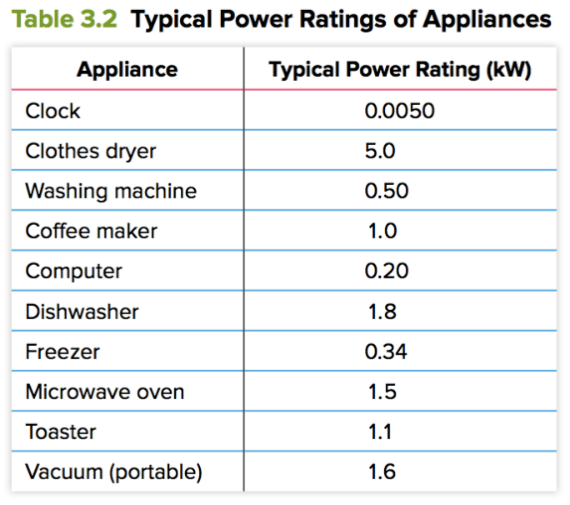 Table 3.2 Typical Power Ratings of Appliances
Appliance Typical Power Rating (kW)
Clock 0.0050
Clothes dryer 5.0
Washing machine 0.50
Coffee maker 1.0
Computer 0.20
Dishwasher 1.8
Freezer 0.34
Microwave oven 1.5
Toaster 1.1
Vacuum (portable) 1.6